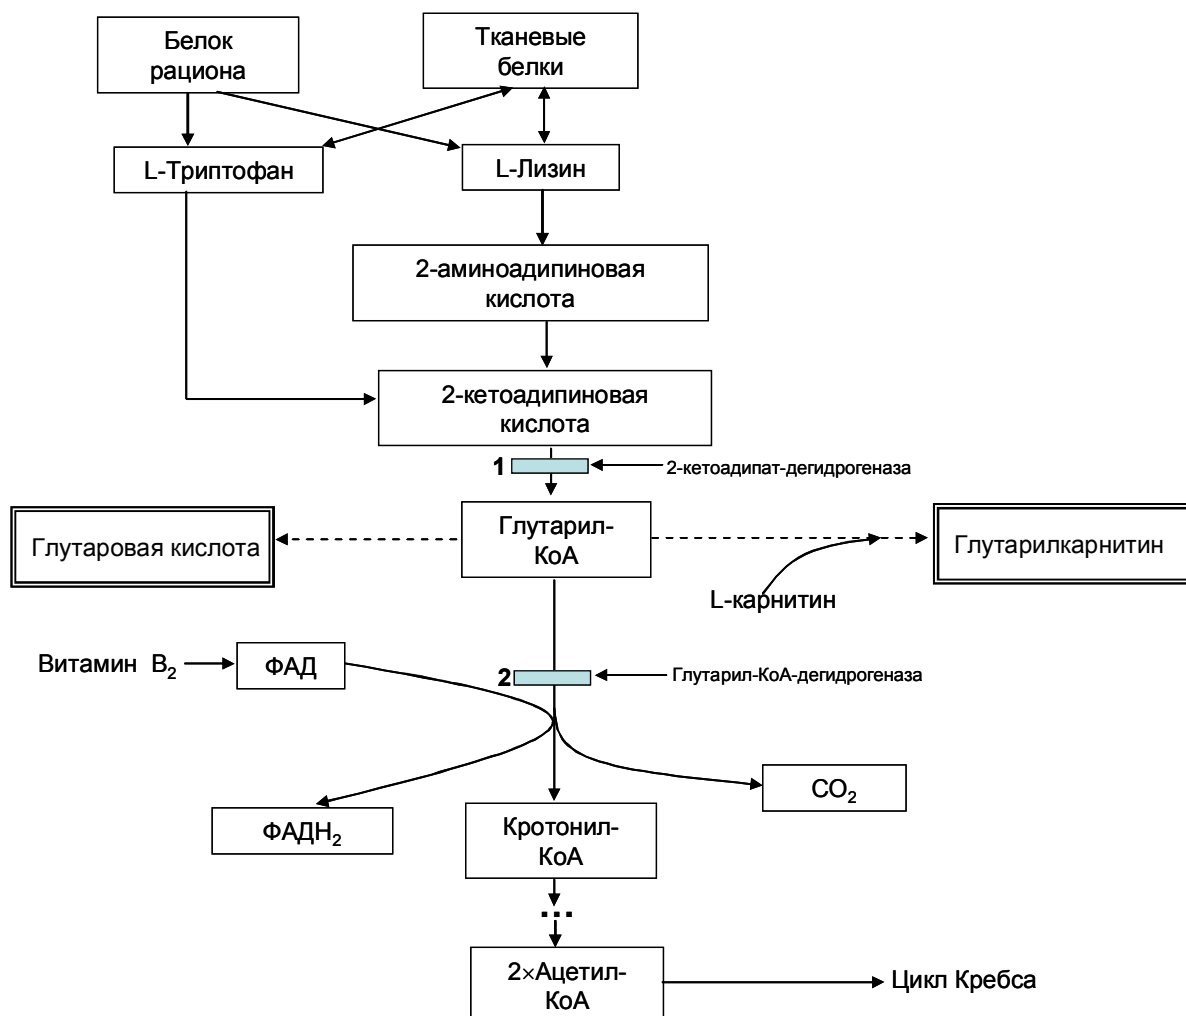 Белок
рациона
Тканевые
белки
L-Триптофан
L-Лизин
2-аминоадипиновая
кислота
2-кетоадипиновая
кислота
1
2-кетоадипат-дегидрогеназа
Глутаровая кислота
Глутарил-
КоА
Глутарилкарнитин
L-карнитин
Витамин B₂
ФАД
2
Глутарил-КоА-дегидрогеназа
CO₂
ФАДН₂
Кротонил-
КоА
...
2×Ацетил-
КоА
Цикл Кребса